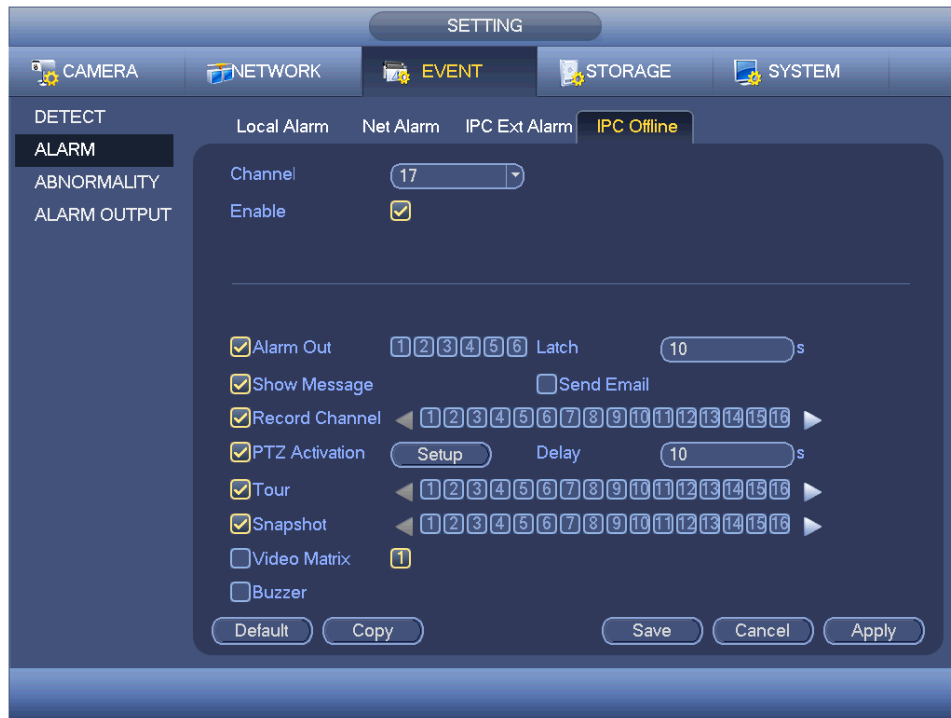 SETTING
CAMERA NETWORK EVENT STORAGE SYSTEM
DETECT
ALARM
ABNORMALITY
ALARM OUTPUT
Local Alarm Net Alarm IPC Ext Alarm IPC Offline
Channel 17
Enable
Alarm Out 1 2 3 4 5 6 Latch 10 s
Show Message Send Email
Record Channel 1 2 3 4 5 6 7 8 9 10 11 12 13 14 15 16
PTZ Activation Setup Delay 10 s
Tour 1 2 3 4 5 6 7 8 9 10 11 12 13 14 15 16
Snapshot 1 2 3 4 5 6 7 8 9 10 11 12 13 14 15 16
Video Matrix 1
Buzzer
Default Copy Save Cancel Apply